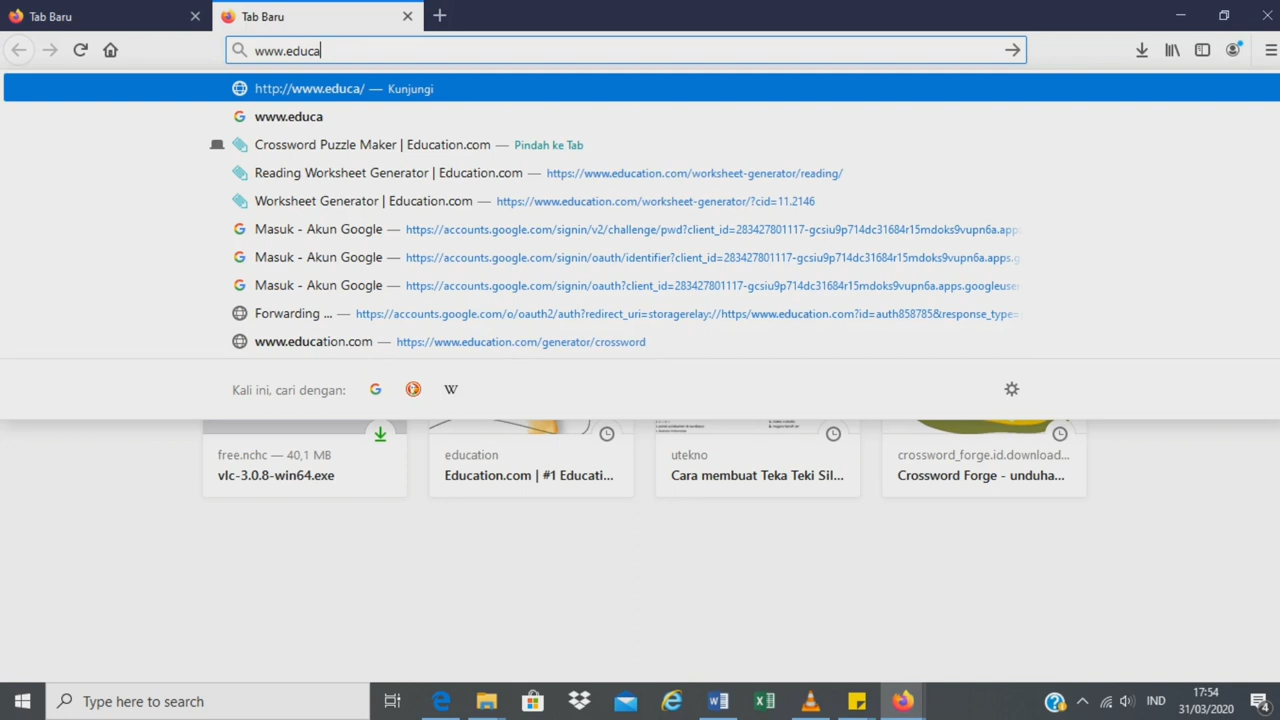 Tab Baru
Tab Baru
www.educa
http://www.educa/ — Kunjungi
www.educa
Crossword Puzzle Maker | Education.com — Pindah ke Tab
Reading Worksheet Generator | Education.com — https://www.education.com/worksheet-generator/reading/
Worksheet Generator | Education.com — https://www.education.com/worksheet-generator/?cid=11.2146
Masuk - Akun Google — https://accounts.google.com/signin/v2/challenge/pwd?client_id=283427801117-gcsiu9p714dc31684r15mdoks9vupn6a.apps
Masuk - Akun Google — https://accounts.google.com/signin/oauth/identifier?client_id=283427801117-gcsiu9p714dc31684r15mdoks9vupn6a.apps.g
Masuk - Akun Google — https://accounts.google.com/signin/oauth?client_id=283427801117-gcsiu9p714dc31684r15mdoks9vupn6a.apps.googleuser
Forwarding ... — https://accounts.google.com/o/oauth2/auth?redirect_uri=storagerelay://https/www.education.com?id=auth858785&response_type=
www.education.com — https://www.education.com/generator/crossword
Kali ini, cari dengan: G W
free.nchc — 40,1 MB
vlc-3.0.8-win64.exe
education
Education.com | #1 Educati...
utekno
Cara membuat Teka Teki Sil...
crossword_forge.id.download...
Crossword Forge - unduha...
Type here to search
IND
17:54
31/03/2020
4